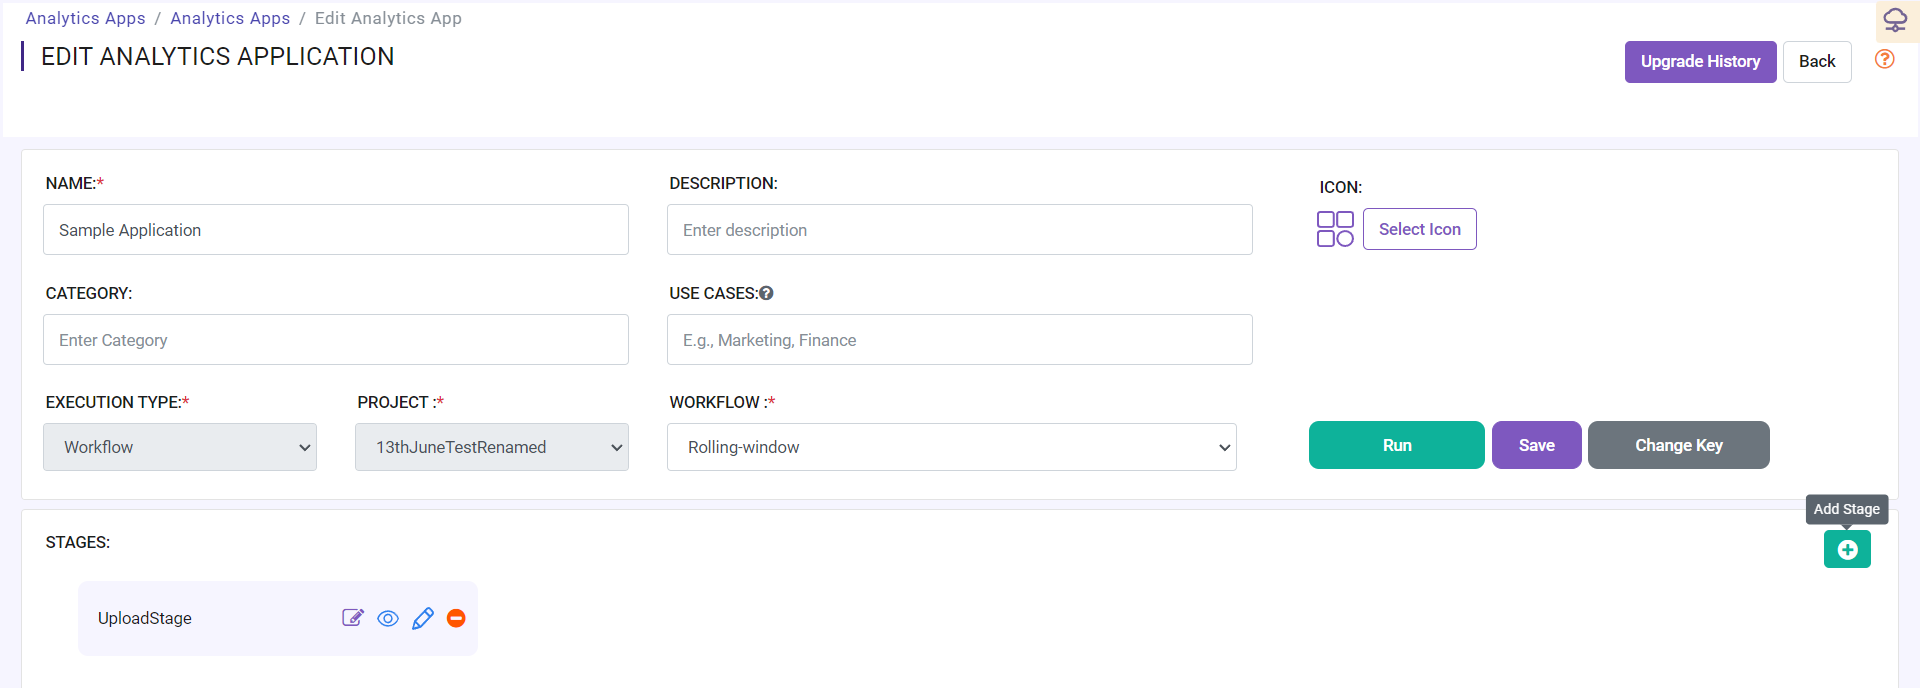 Analytics Apps / Analytics Apps / Edit Analytics App
EDIT ANALYTICS APPLICATION
Upgrade History
Back
NAME:*
DESCRIPTION:
ICON:
Sample Application
Enter description
Select Icon
CATEGORY:
USE CASES:
Enter Category
E.g., Marketing, Finance
EXECUTION TYPE:*
PROJECT :*
WORKFLOW :*
Workflow
13thJuneTestRenamed
Rolling-window
Run
Save
Change Key
Add Stage
STAGES:
UploadStage